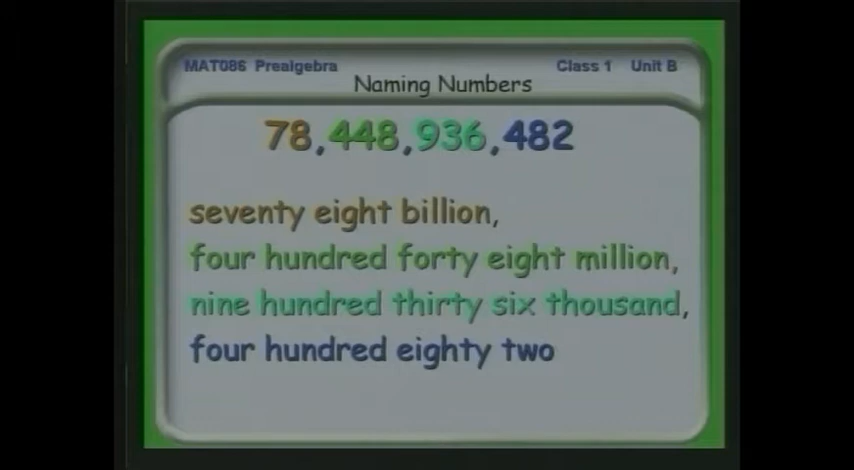 MAT086 Prealgebra Class 1 Unit B
Naming Numbers
78,448,936,482
seventy eight billion,
four hundred forty eight million,
nine hundred thirty six thousand,
four hundred eighty two